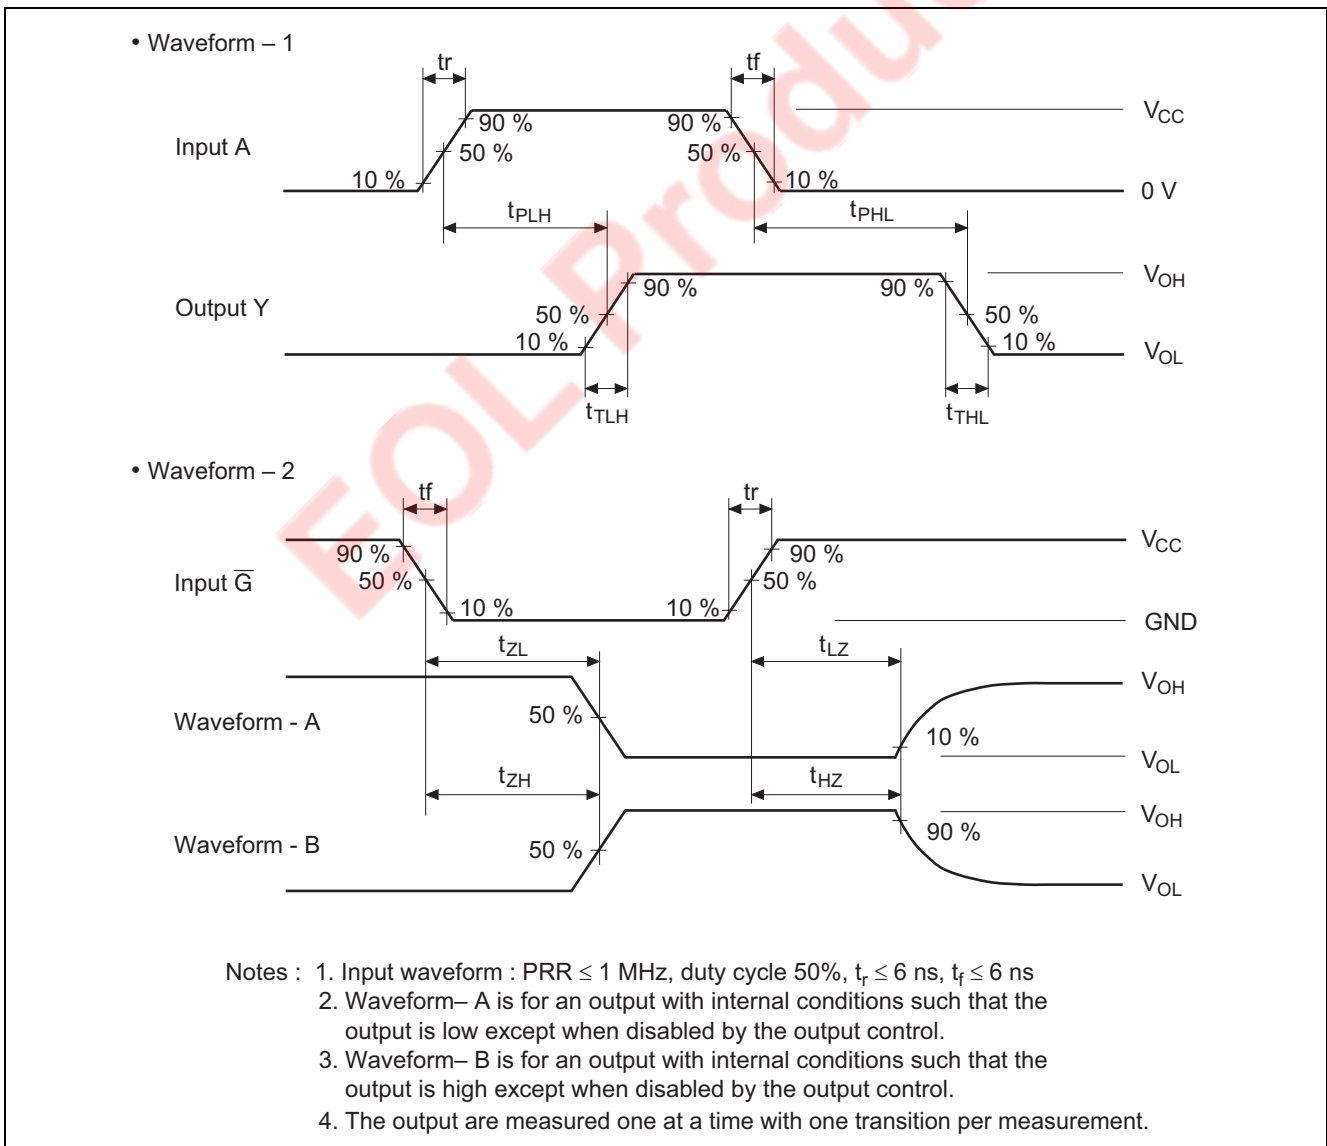 • Waveform – 1
tr
tf
90 %
90 %
VCC
Input A
50 %
50 %
10 %
10 %
0 V
tPLH
tPHL
VOH
90 %
90 %
Output Y
50 %
50 %
10 %
10 %
VOL
tTLH
tTHL
• Waveform – 2
tf
tr
VCC
90 %
90 %
Input G̅
50 %
50 %
10 %
10 %
GND
tZL
tLZ
VOH
Waveform - A
50 %
10 %
VOL
tZH
tHZ
VOH
90 %
Waveform - B
50 %
VOL
Notes : 1. Input waveform : PRR ≤ 1 MHz, duty cycle 50%, tr ≤ 6 ns, tf ≤ 6 ns
2. Waveform– A is for an output with internal conditions such that the
output is low except when disabled by the output control.
3. Waveform– B is for an output with internal conditions such that the
output is high except when disabled by the output control.
4. The output are measured one at a time with one transition per measurement.
EOL Produ